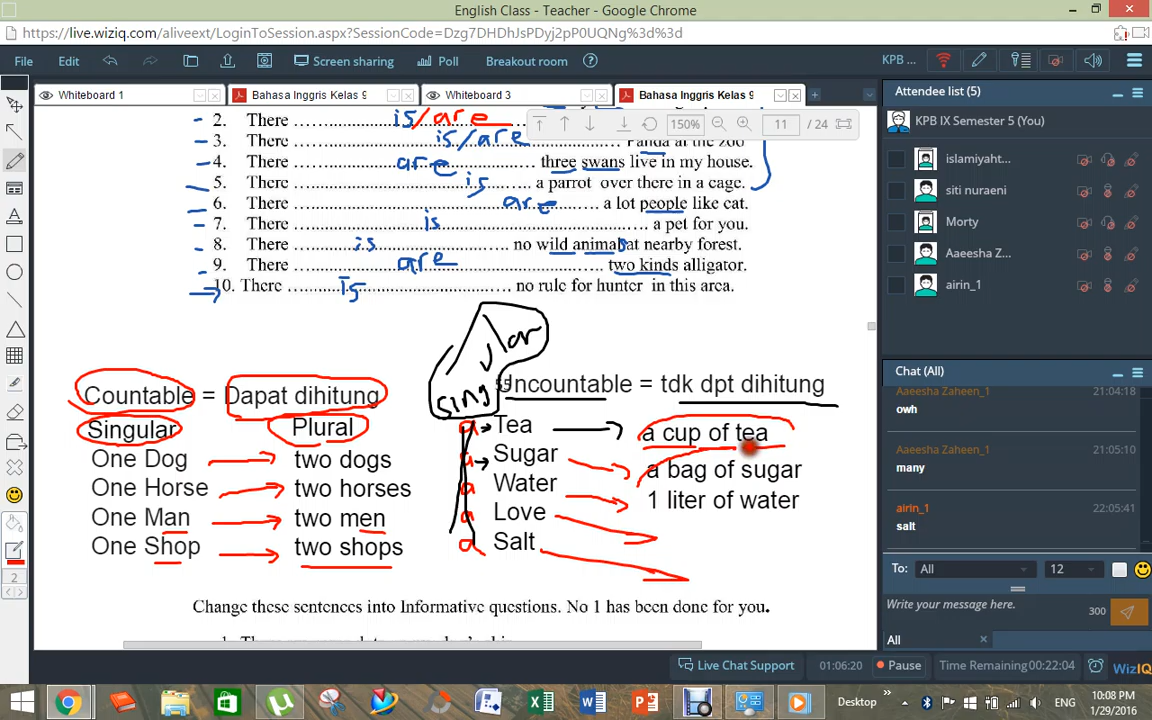 English Class - Teacher - Google Chrome
https://live.wiziq.com/aliveext/LoginToSession.aspx?SessionCode=Dzg7DHDhJsPDyj2pP0UQNg%3d%3d
File Edit Screen sharing Poll Breakout room ? KPB ...
Whiteboard 1 Bahasa Inggris Kelas 9 Whiteboard 3 Bahasa Inggris Kelas 9
150% 11 / 24
2. There is/are
3. There is/are Panda at the zoo
4. There are three swans live in my house.
5. There is a parrot over there in a cage.
6. There are a lot people like cat.
7. There is a pet for you.
8. There is no wild animals at nearby forest.
9. There are two kinds alligator.
10. There is no rule for hunter in this area.
singular
Countable = Dapat dihitung
Singular Plural
One Dog two dogs
One Horse two horses
One Man two men
One Shop two shops
Uncountable = tdk dpt dihitung
a Tea a cup of tea
a Sugar a bag of sugar
a Water 1 liter of water
a Love
a Salt
Change these sentences into Informative questions. No 1 has been done for you.
Attendee list (5)
KPB IX Semester 5 (You)
islamiyaht...
siti nuraeni
Morty
Aaeesha Z...
airin_1
Chat (All)
Aaeesha Zaheen_1 21:04:18
owh
Aaeesha Zaheen_1 21:04:39
many
airin_1 22:05:41
salt
To: All 12
Write your message here. 300
All
Live Chat Support 01:06:20 Pause Time Remaining 00:22:04 WizIQ
2
Desktop ENG 10:08 PM
1/29/2016